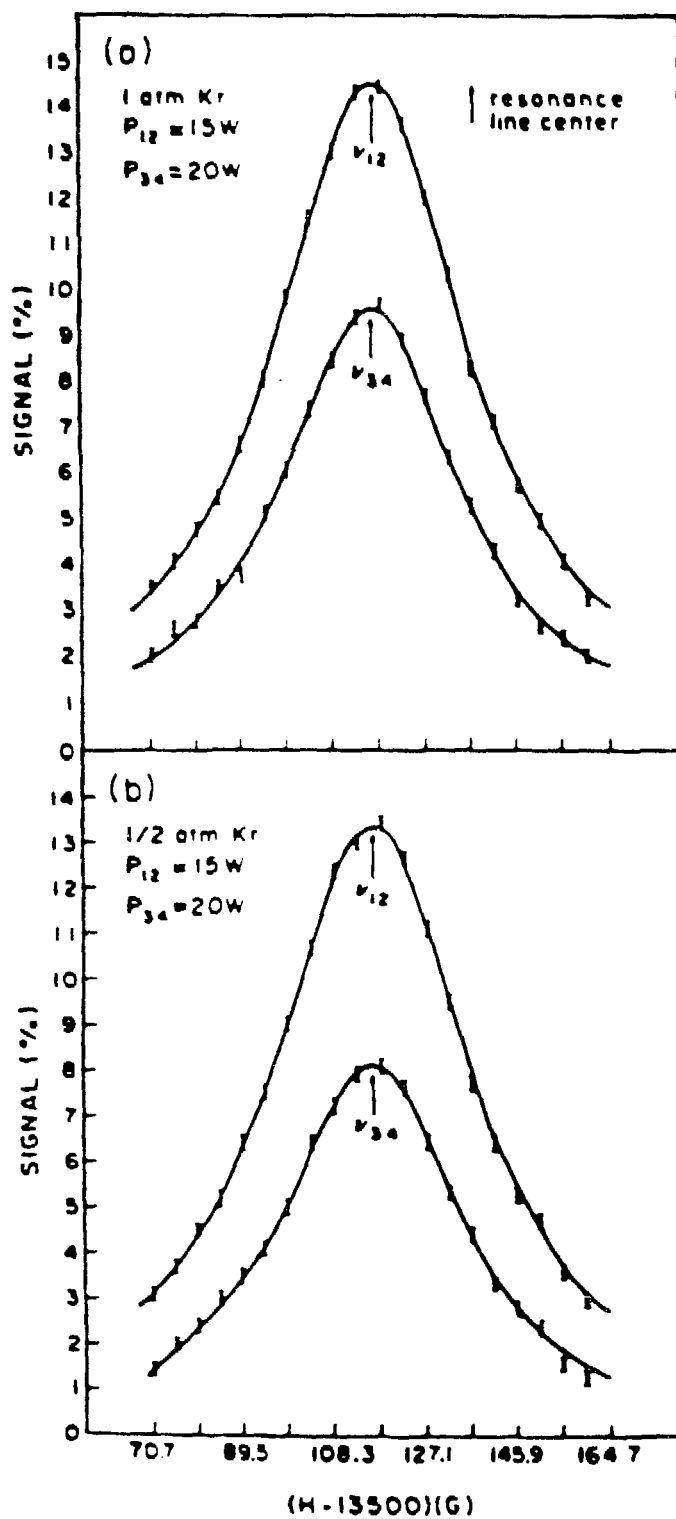 (a)
1 atm Kr
P12 = 15W
P34 = 20W
resonance
line center
ν12
ν34
SIGNAL (%)
15
14
13
12
11
10
9
8
7
6
5
4
3
2
1
0
(b)
1/2 atm Kr
P12 = 15W
P34 = 20W
ν12
ν34
SIGNAL (%)
14
13
12
11
10
9
8
7
6
5
4
3
2
1
0
70.7 89.5 108.3 127.1 145.9 164.7
(H-13500)(G)